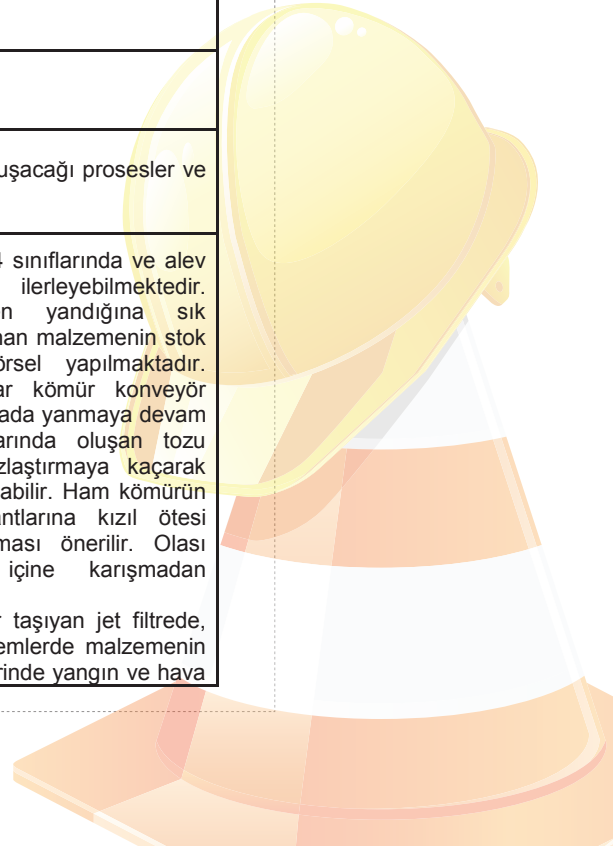 uşacağı prosesler ve
4 sınıflarında ve alev
ilerleyebilmektedir.
n yandığına sık
nan malzemenin stok
örsel yapılmaktadır.
ar kömür konveyör
ada yanmaya devam
arında oluşan tozu
zlaştırmaya kaçarak
abilir. Ham kömürün
antlarına kızıl ötesi
ması önerilir. Olası
içine karışmadan
r taşıyan jet filtrede,
emlerde malzemenin
rinde yangın ve hava